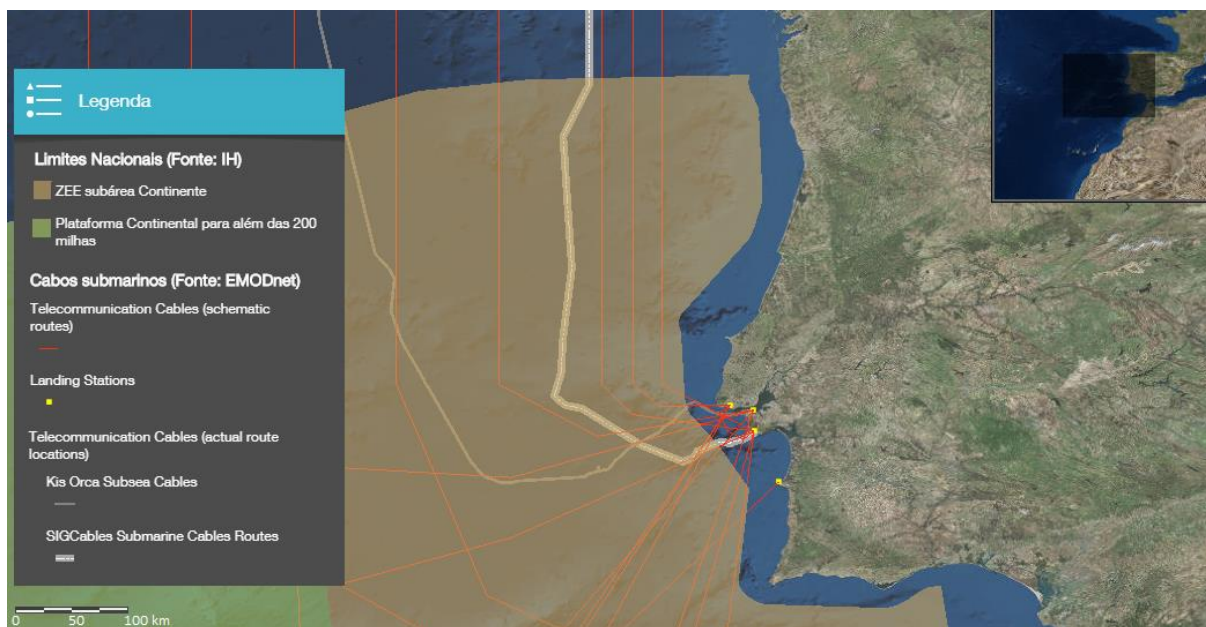 Legenda
Limites Nacionais (Fonte: IH)
ZEE subárea Continente
Plataforma Continental para além das 200
milhas
Cabos submarinos (Fonte: EMODnet)
Telecommunication Cables (schematic
routes)
Landing Stations
Telecommunication Cables (actual route
locations)
Kis Orca Subsea Cables
SIGCables Submarine Cables Routes
0 50 100 km